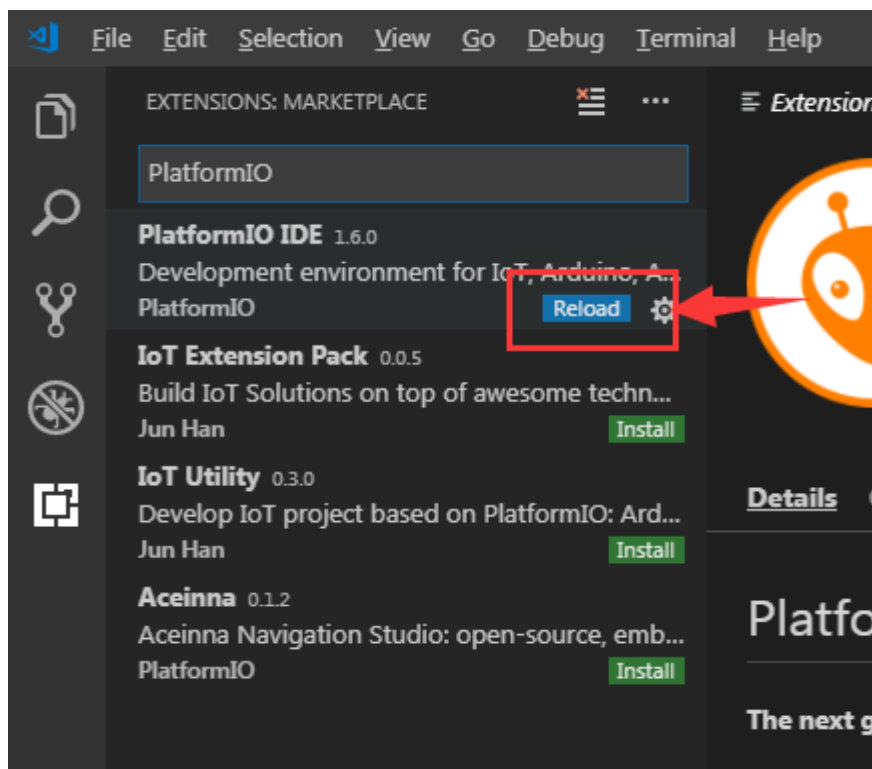 File Edit Selection View Go Debug Terminal Help
EXTENSIONS: MARKETPLACE
Extension
PlatformIO
PlatformIO IDE 1.6.0
Development environment for IoT, Arduino, A...
PlatformIO Reload
IoT Extension Pack 0.0.5
Build IoT Solutions on top of awesome techn...
Jun Han Install
IoT Utility 0.3.0
Develop IoT project based on PlatformIO: Ard...
Jun Han Install
Aceinna 0.1.2
Aceinna Navigation Studio: open-source, emb...
PlatformIO Install
Details
Platfo
The next g